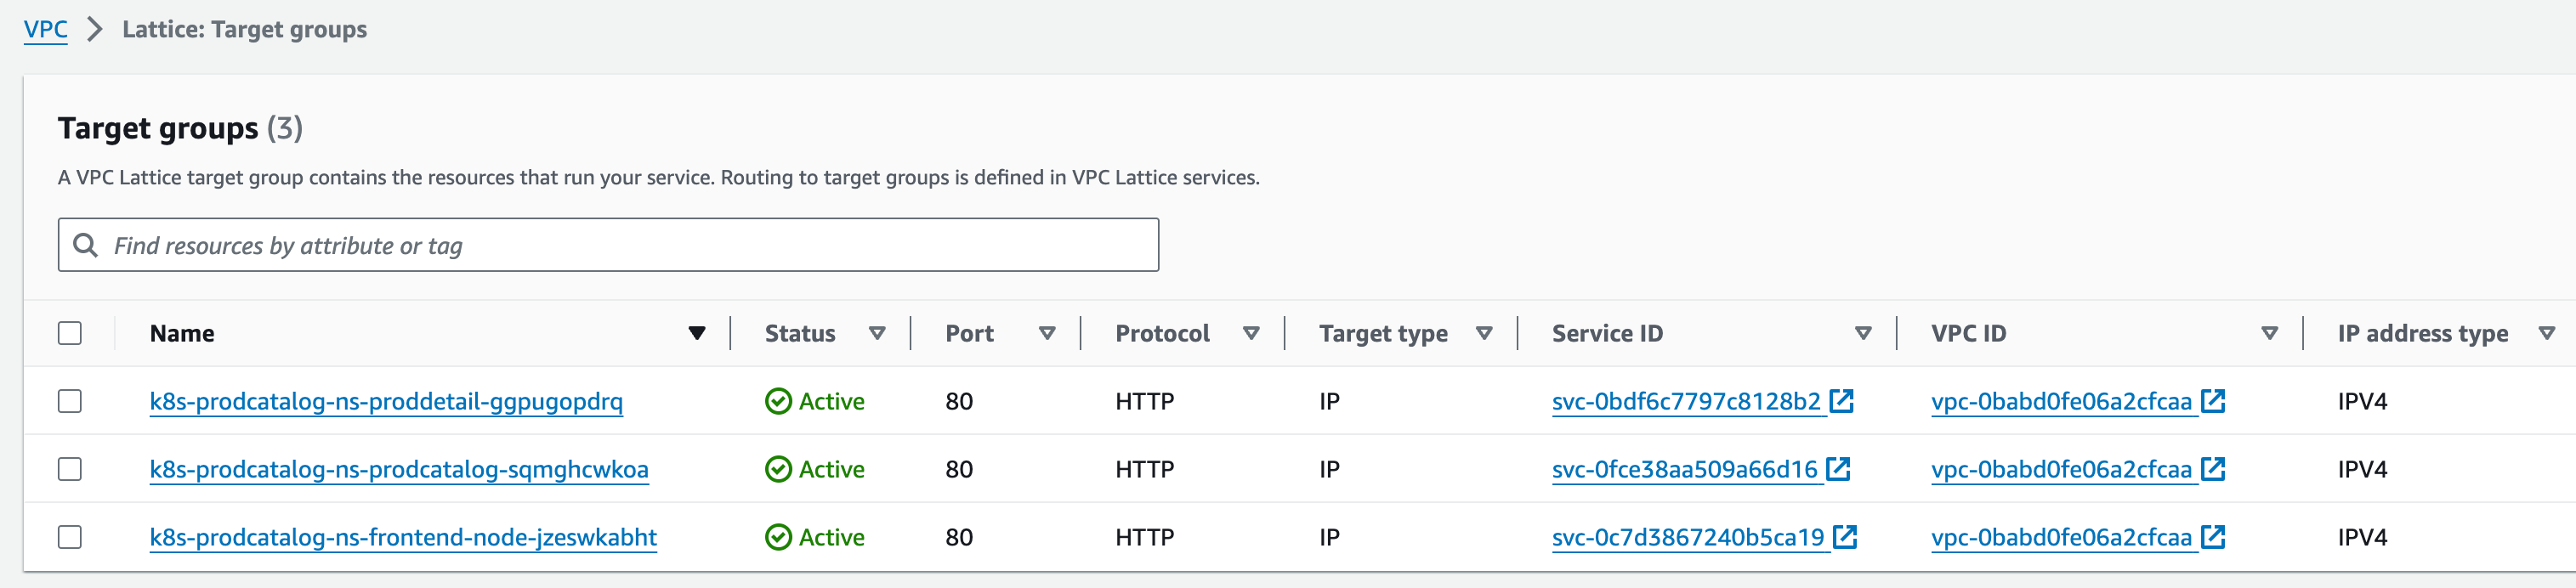 VPC > Lattice: Target groups
Target groups (3)
A VPC Lattice target group contains the resources that run your service. Routing to target groups is defined in VPC Lattice services.
Find resources by attribute or tag
Name Status Port Protocol Target type Service ID VPC ID IP address type
k8s-prodcatalog-ns-proddetail-ggpugopdrq Active 80 HTTP IP svc-0bdf6c7797c8128b2 vpc-0babd0fe06a2cfcaa IPV4
k8s-prodcatalog-ns-prodcatalog-sqmghcwkoa Active 80 HTTP IP svc-0fce38aa509a66d16 vpc-0babd0fe06a2cfcaa IPV4
k8s-prodcatalog-ns-frontend-node-jzeswkabht Active 80 HTTP IP svc-0c7d3867240b5ca19 vpc-0babd0fe06a2cfcaa IPV4